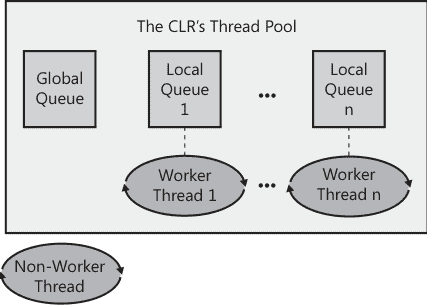 The CLR's Thread Pool
Global
Queue
Local
Queue
1
...
Local
Queue
n
Worker
Thread 1
...
Worker
Thread n
Non-Worker
Thread